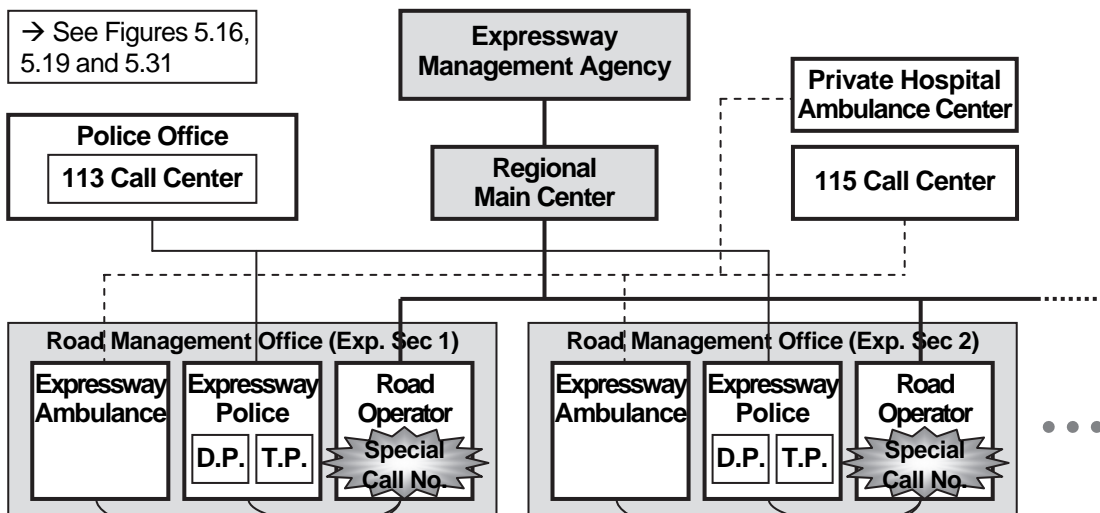 → See Figures 5.16,
5.19 and 5.31
Expressway
Management Agency
Private Hospital
Ambulance Center
Police Office
113 Call Center
Regional
Main Center
115 Call Center
Road Management Office (Exp. Sec 1)
Expressway
Ambulance
Expressway
Police
D.P. T.P.
Road
Operator
Special
Call No.
Road Management Office (Exp. Sec 2)
Expressway
Ambulance
Expressway
Police
D.P. T.P.
Road
Operator
Special
Call No.